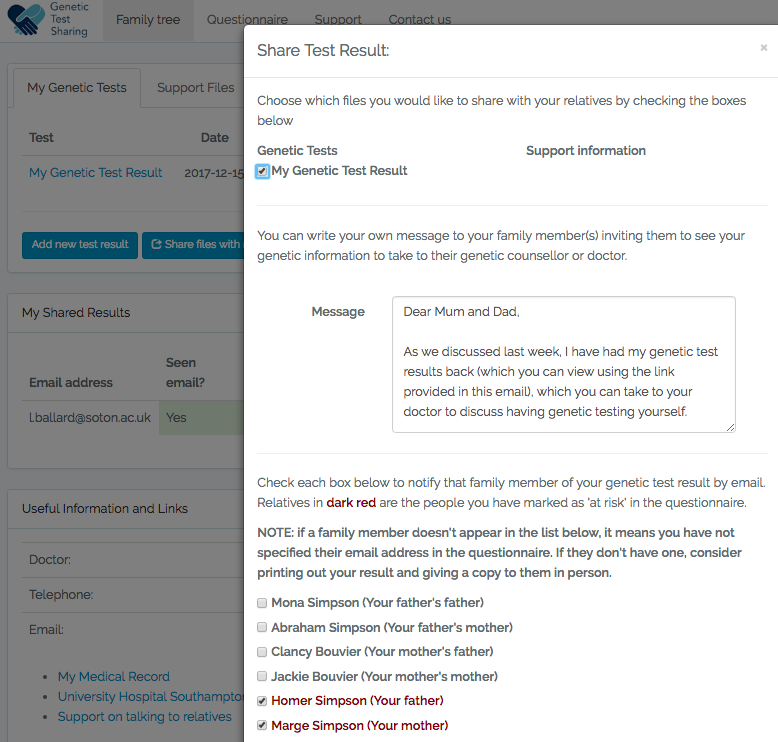 Genetic
Test
Sharing
Family tree
Questionnaire
Support
Contact us
My Genetic Tests
Support Files
Test
Date
My Genetic Test Result
2017-12-15
Add new test result
Share files with
My Shared Results
Email address
Seen
email?
l.ballard@soton.ac.uk
Yes
Useful Information and Links
Doctor:
Telephone:
Email:
My Medical Record
University Hospital Southampton
Support on talking to relatives
Share Test Result:
×
Choose which files you would like to share with your relatives by checking the boxes
below
Genetic Tests
Support information
My Genetic Test Result
You can write your own message to your family member(s) inviting them to see your
genetic information to take to their genetic counsellor or doctor.
Message
Dear Mum and Dad,
As we discussed last week, I have had my genetic test
results back (which you can view using the link
provided in this email), which you can take to your
doctor to discuss having genetic testing yourself.
Check each box below to notify that family member of your genetic test result by email.
Relatives in dark red are the people you have marked as 'at risk' in the questionnaire.
NOTE: if a family member doesn't appear in the list below, it means you have not
specified their email address in the questionnaire. If they don't have one, consider
printing out your result and giving a copy to them in person.
Mona Simpson (Your father's father)
Abraham Simpson (Your father's mother)
Clancy Bouvier (Your mother's father)
Jackie Bouvier (Your mother's mother)
Homer Simpson (Your father)
Marge Simpson (Your mother)